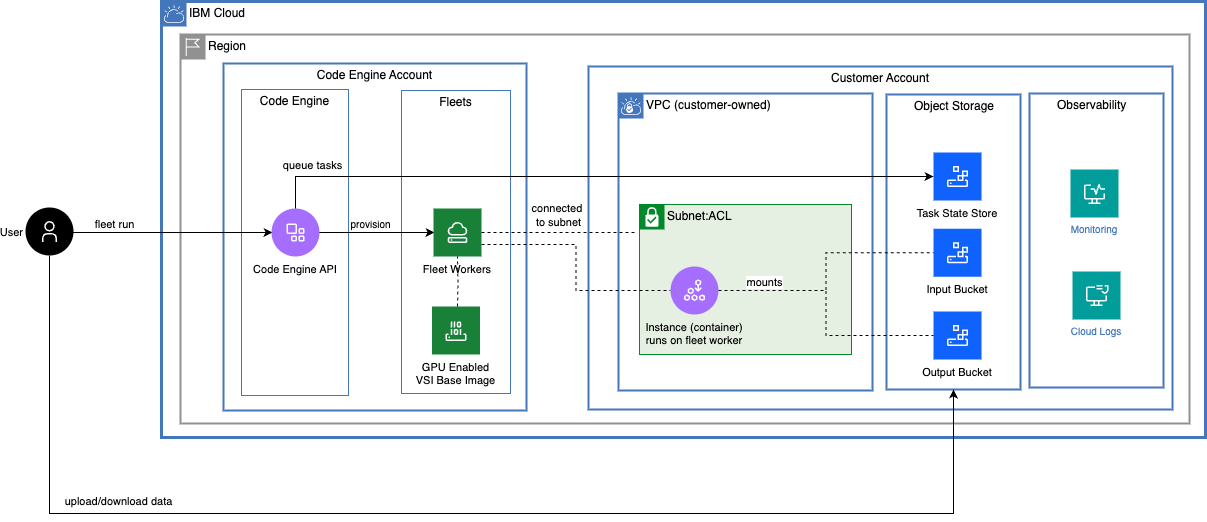 IBM Cloud
Region
Code Engine Account
Customer Account
Code Engine
Fleets
VPC (customer-owned)
Object Storage
Observability
queue tasks
Task State Store
User
fleet run
provision
connected
to subnet
Subnet:ACL
Monitoring
Code Engine API
Fleet Workers
mounts
Input Bucket
Instance (container)
runs on fleet worker
Cloud Logs
GPU Enabled
VSI Base Image
Output Bucket
upload/download data